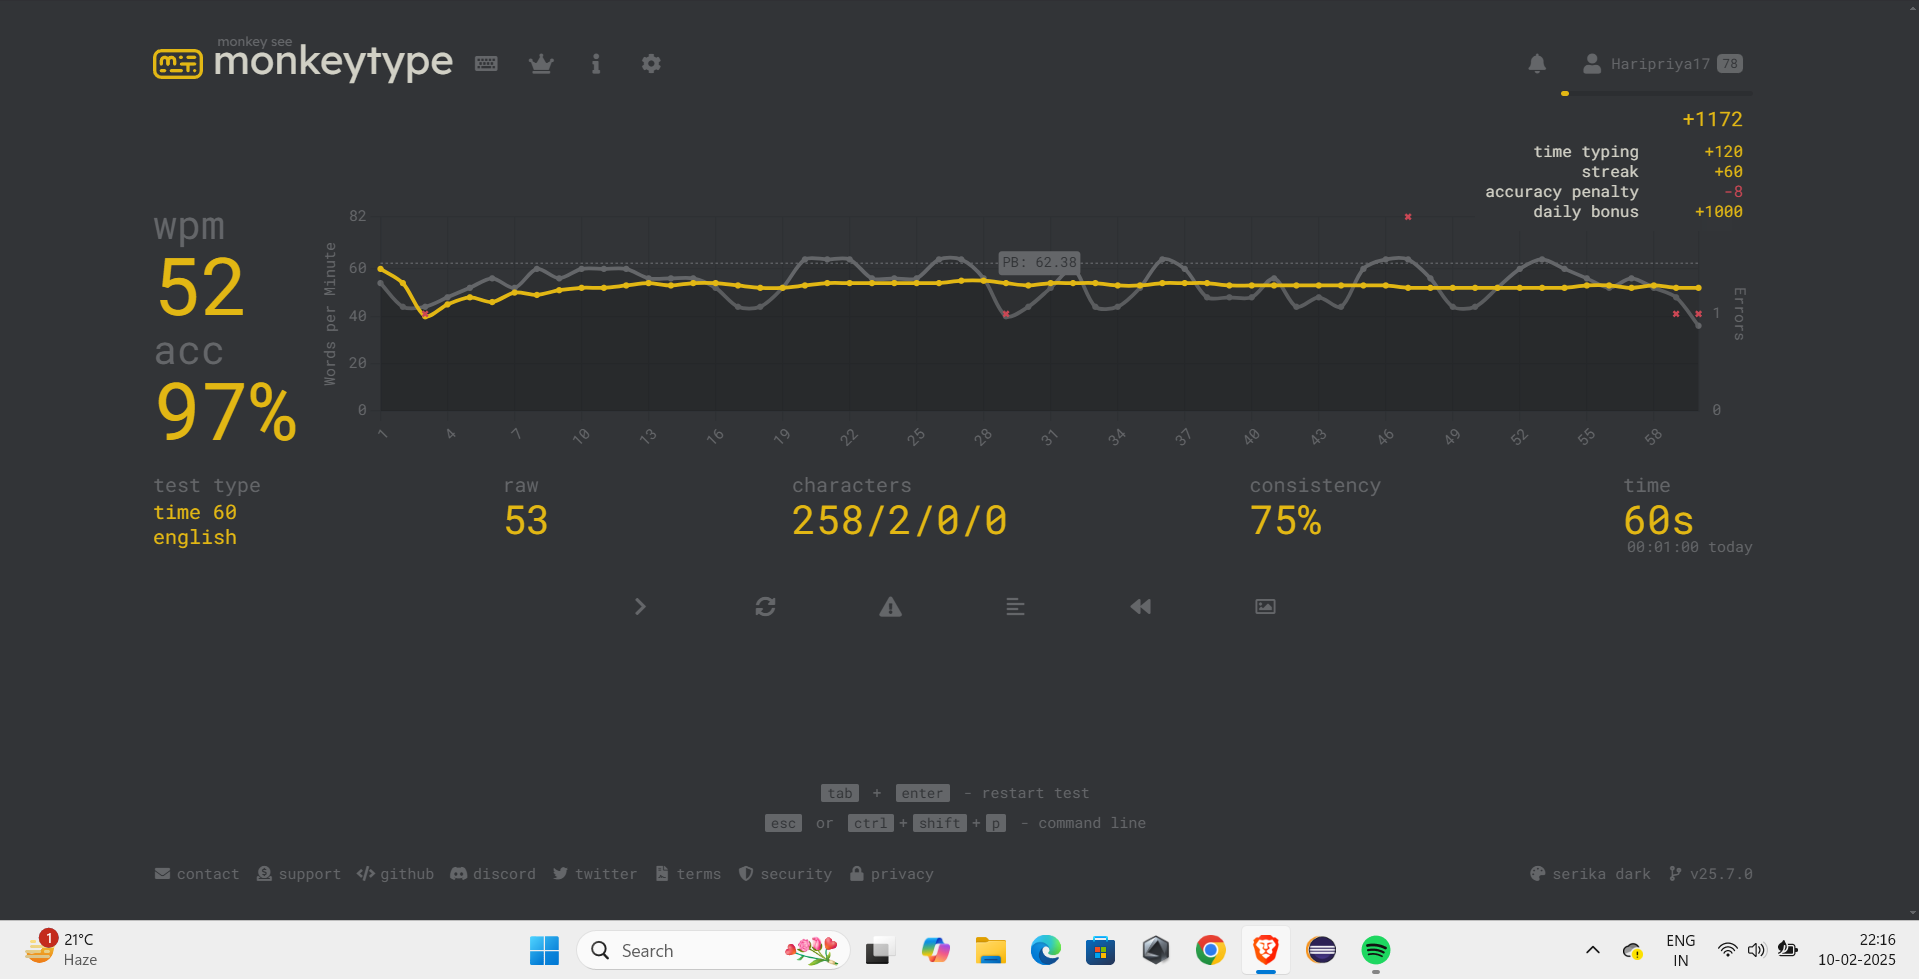 monkey see
monkeytype
Haripriya17 78
+1172
time typing +120
streak +60
accuracy penalty -8
daily bonus +1000
wpm
52
acc
97%
Words per Minute
82
60
40
20
0
PB: 62.38
Errors
1
0
1 4 7 10 13 16 19 22 25 28 31 34 37 40 43 46 49 52 55 58
test type
time 60
english
raw
53
characters
258/2/0/0
consistency
75%
time
60s
00:01:00 today
tab + enter - restart test
esc or ctrl + shift + p - command line
contact support github discord twitter terms security privacy
serika dark v25.7.0
1
21°C
Haze
Search
ENG
IN
22:16
10-02-2025